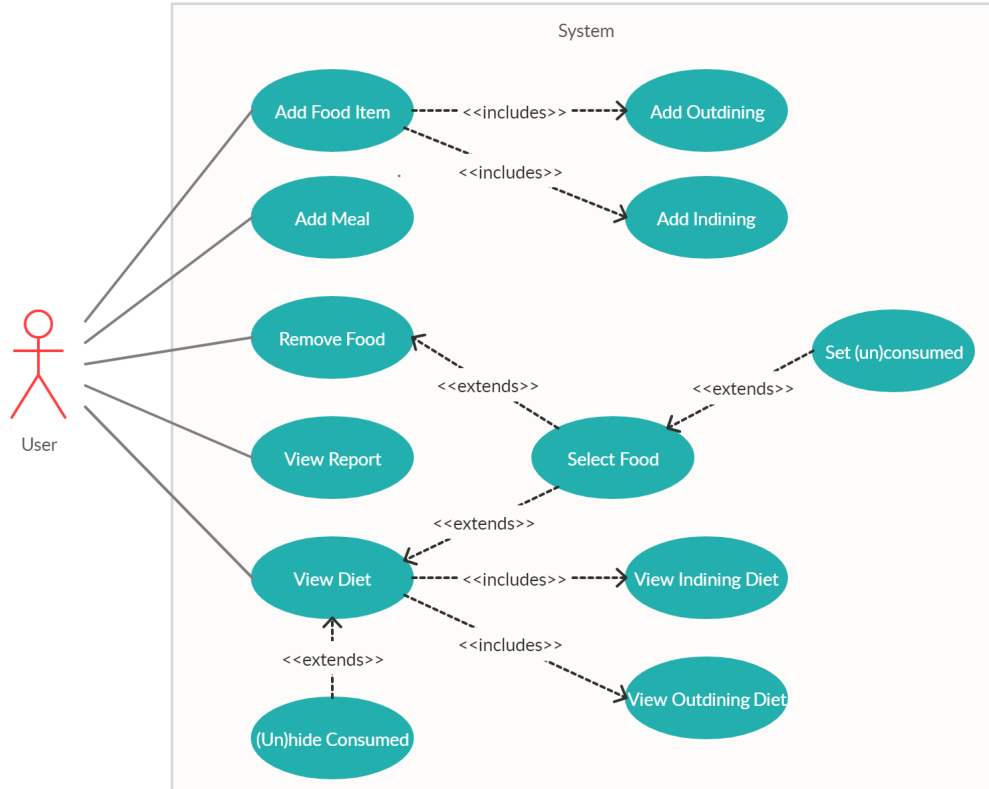 System
Add Food Item
<<includes>>
Add Outdining
<<includes>>
Add Meal
Add Indining
Remove Food
Set (un)consumed
<<extends>>
<<extends>>
User
View Report
Select Food
<<extends>>
View Diet
<<includes>>
View Indining Diet
<<includes>>
<<extends>>
View Outdining Diet
(Un)hide Consumed